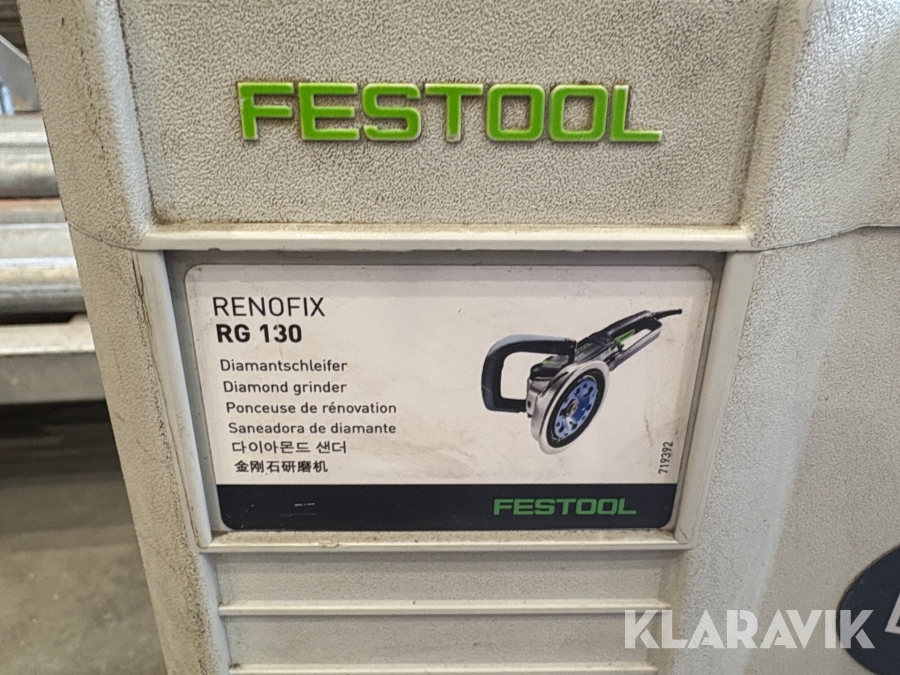 FESTOOL
RENOFIX
RG 130
Diamantschleifer
Diamond grinder
Ponceuse de rénovation
Saneadora de diamante
다이아몬드 샌더
金刚石研磨机
719392
FESTOOL
KLARAVIK